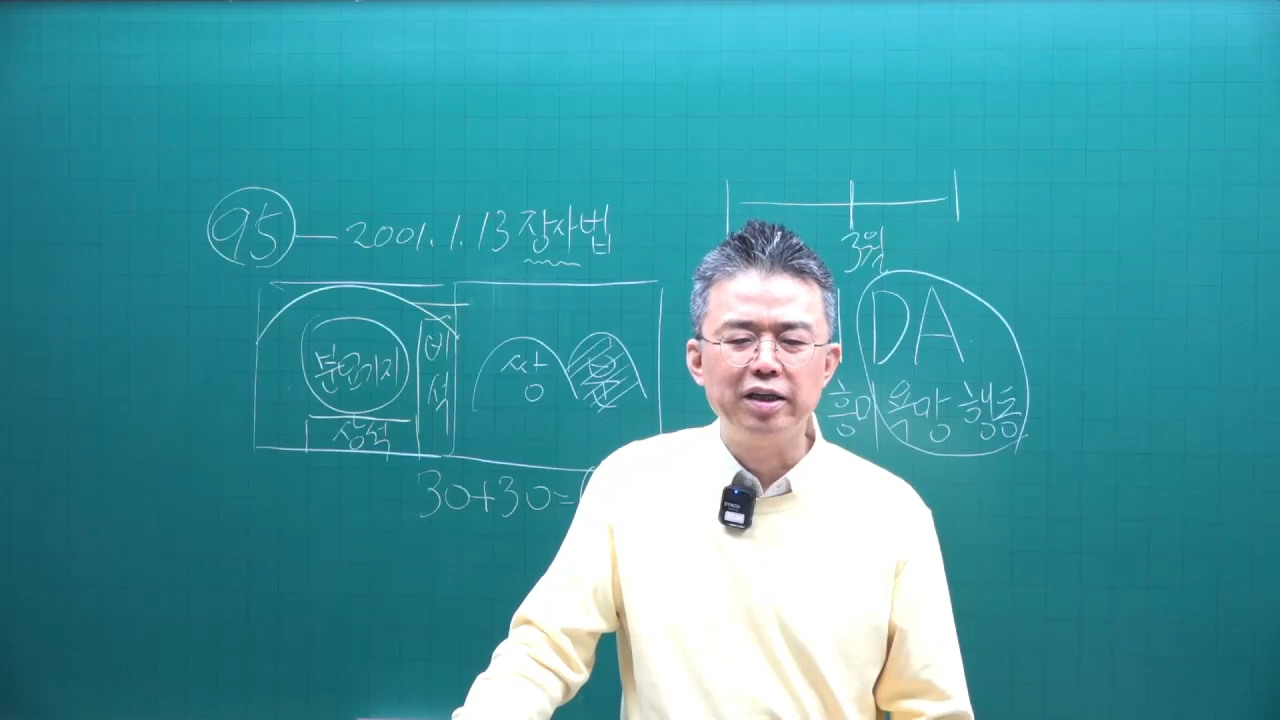 95 - 2001.1.13 장사법
분묘기지
상석
비석
상
30+30=
3월
DA
흥미 욕망 행동